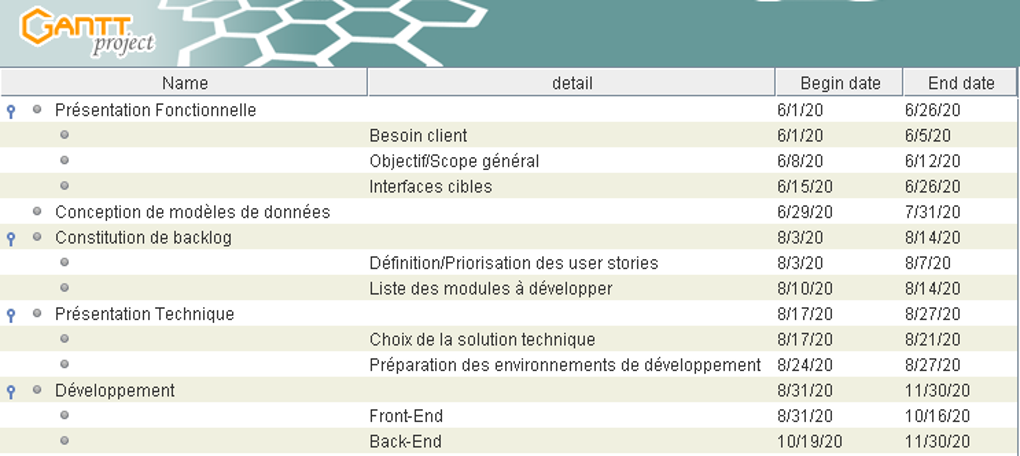 GANTT
project
Name detail Begin date End date
Présentation Fonctionnelle 6/1/20 6/26/20
Besoin client 6/1/20 6/5/20
Objectif/Scope général 6/8/20 6/12/20
Interfaces cibles 6/15/20 6/26/20
Conception de modèles de données 6/29/20 7/31/20
Constitution de backlog 8/3/20 8/14/20
Définition/Priorisation des user stories 8/3/20 8/7/20
Liste des modules à développer 8/10/20 8/14/20
Présentation Technique 8/17/20 8/27/20
Choix de la solution technique 8/17/20 8/21/20
Préparation des environnements de développement 8/24/20 8/27/20
Développement 8/31/20 11/30/20
Front-End 8/31/20 10/16/20
Back-End 10/19/20 11/30/20